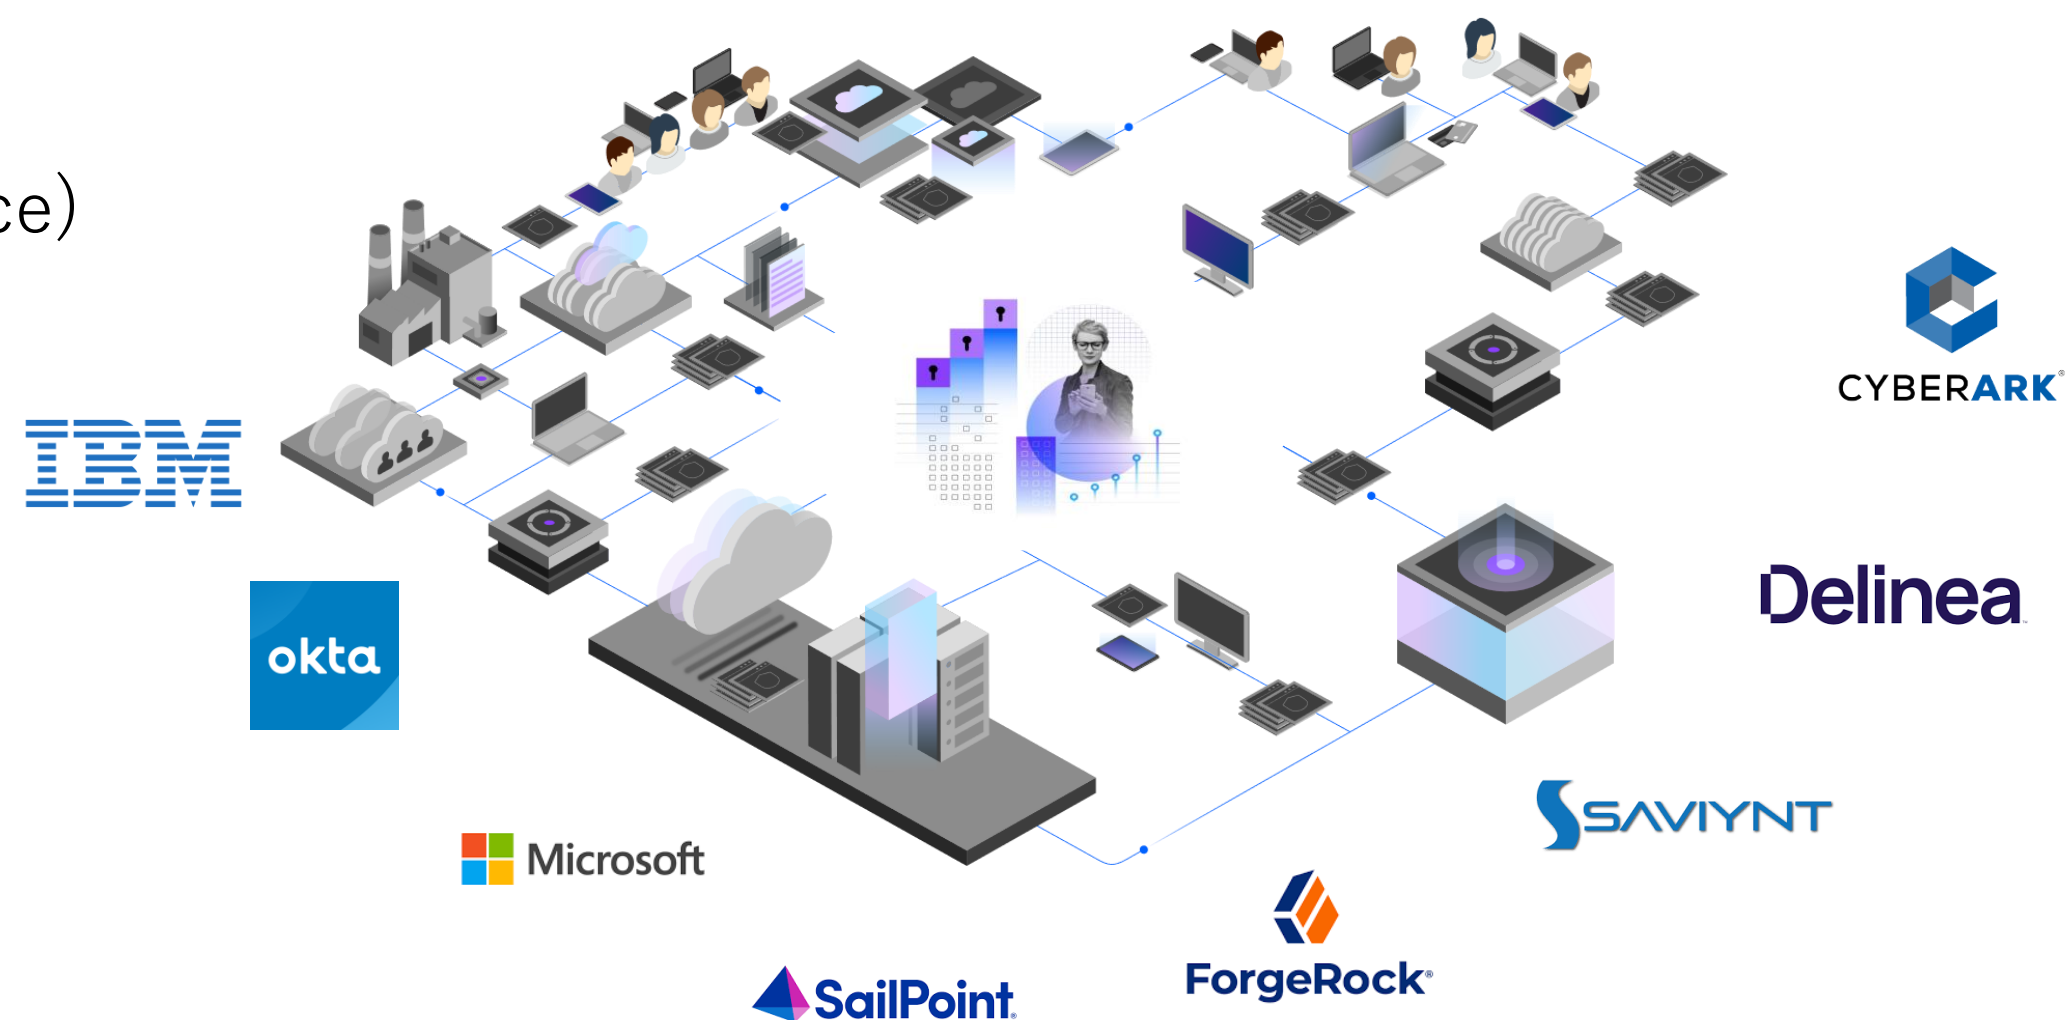 ce)
CYBERARK®
IBM
Delinea
okta
SAVIYNT
Microsoft
ForgeRock®
SailPoint®